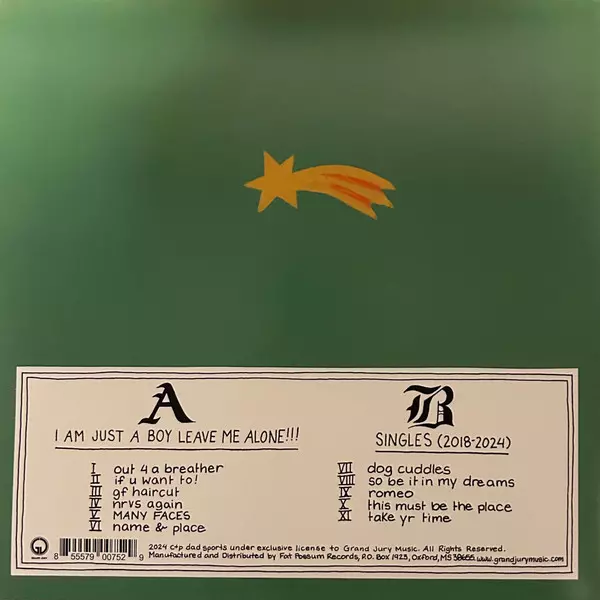 A
I AM JUST A BOY LEAVE ME ALONE!!!
I out 4 a breather
II if u want to!
III gf haircut
IV nrvs again
V MANY FACES
VI name & place
B
SINGLES (2018-2024)
VII dog cuddles
VIII so be it in my dreams
IX romeo
X this must be the place
XI take yr time
8 55579 00752 9
2024 ctp dad sports under exclusive license to Grand Jury Music. All Rights Reserved.
Manufactured and Distributed by Fat Possum Records, P.O. Box 1923, Oxford, MS 38655. www.grandjurymusic.com